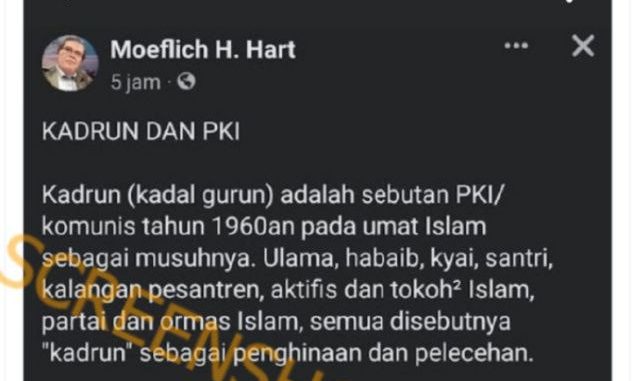 Moeflich H. Hart
5 jam ·
KADRUN DAN PKI
Kadrun (kadal gurun) adalah sebutan PKI/
komunis tahun 1960an pada umat Islam
sebagai musuhnya. Ulama, habaib, kyai, santri,
kalangan pesantren, aktifis dan tokoh² Islam,
partai dan ormas Islam, semua disebutnya
"kadrun" sebagai penghinaan dan pelecehan.
SCREENSH